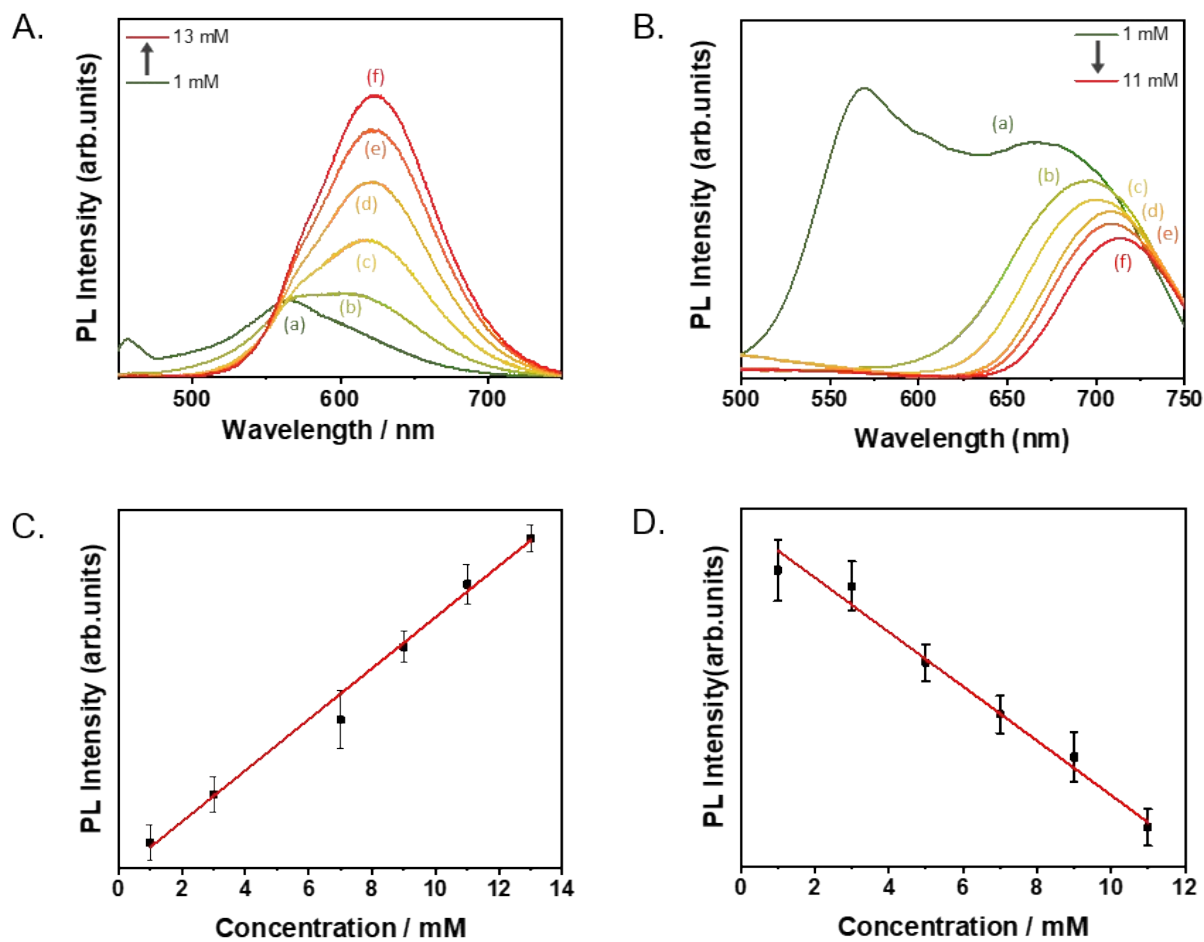 A.
13 mM
1 mM
(f)
(e)
(d)
(c)
(b)
(a)
PL Intensity (arb.units)
500 600 700
Wavelength / nm
B.
1 mM
11 mM
(a)
(b)
(c)
(d)
(e)
(f)
PL Intensity (arb.units)
500 550 600 650 700 750
Wavelength (nm)
C.
PL Intensity (arb.units)
0 2 4 6 8 10 12 14
Concentration / mM
D.
PL Intensity(arb.units)
0 2 4 6 8 10 12
Concentration / mM